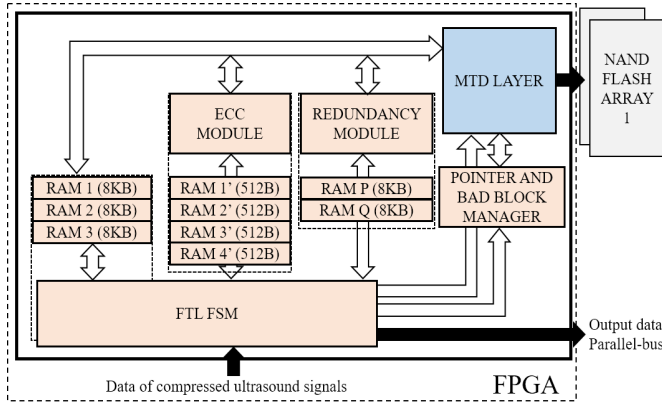 MTD LAYER
NAND
FLASH
ARRAY
1
ECC
MODULE
REDUNDANCY
MODULE
RAM 1 (8KB)
RAM 2 (8KB)
RAM 3 (8KB)
RAM 1’ (512B)
RAM 2’ (512B)
RAM 3’ (512B)
RAM 4’ (512B)
RAM P (8KB)
RAM Q (8KB)
POINTER AND
BAD BLOCK
MANAGER
FTL FSM
Output data
Parallel-bus
Data of compressed ultrasound signals
FPGA